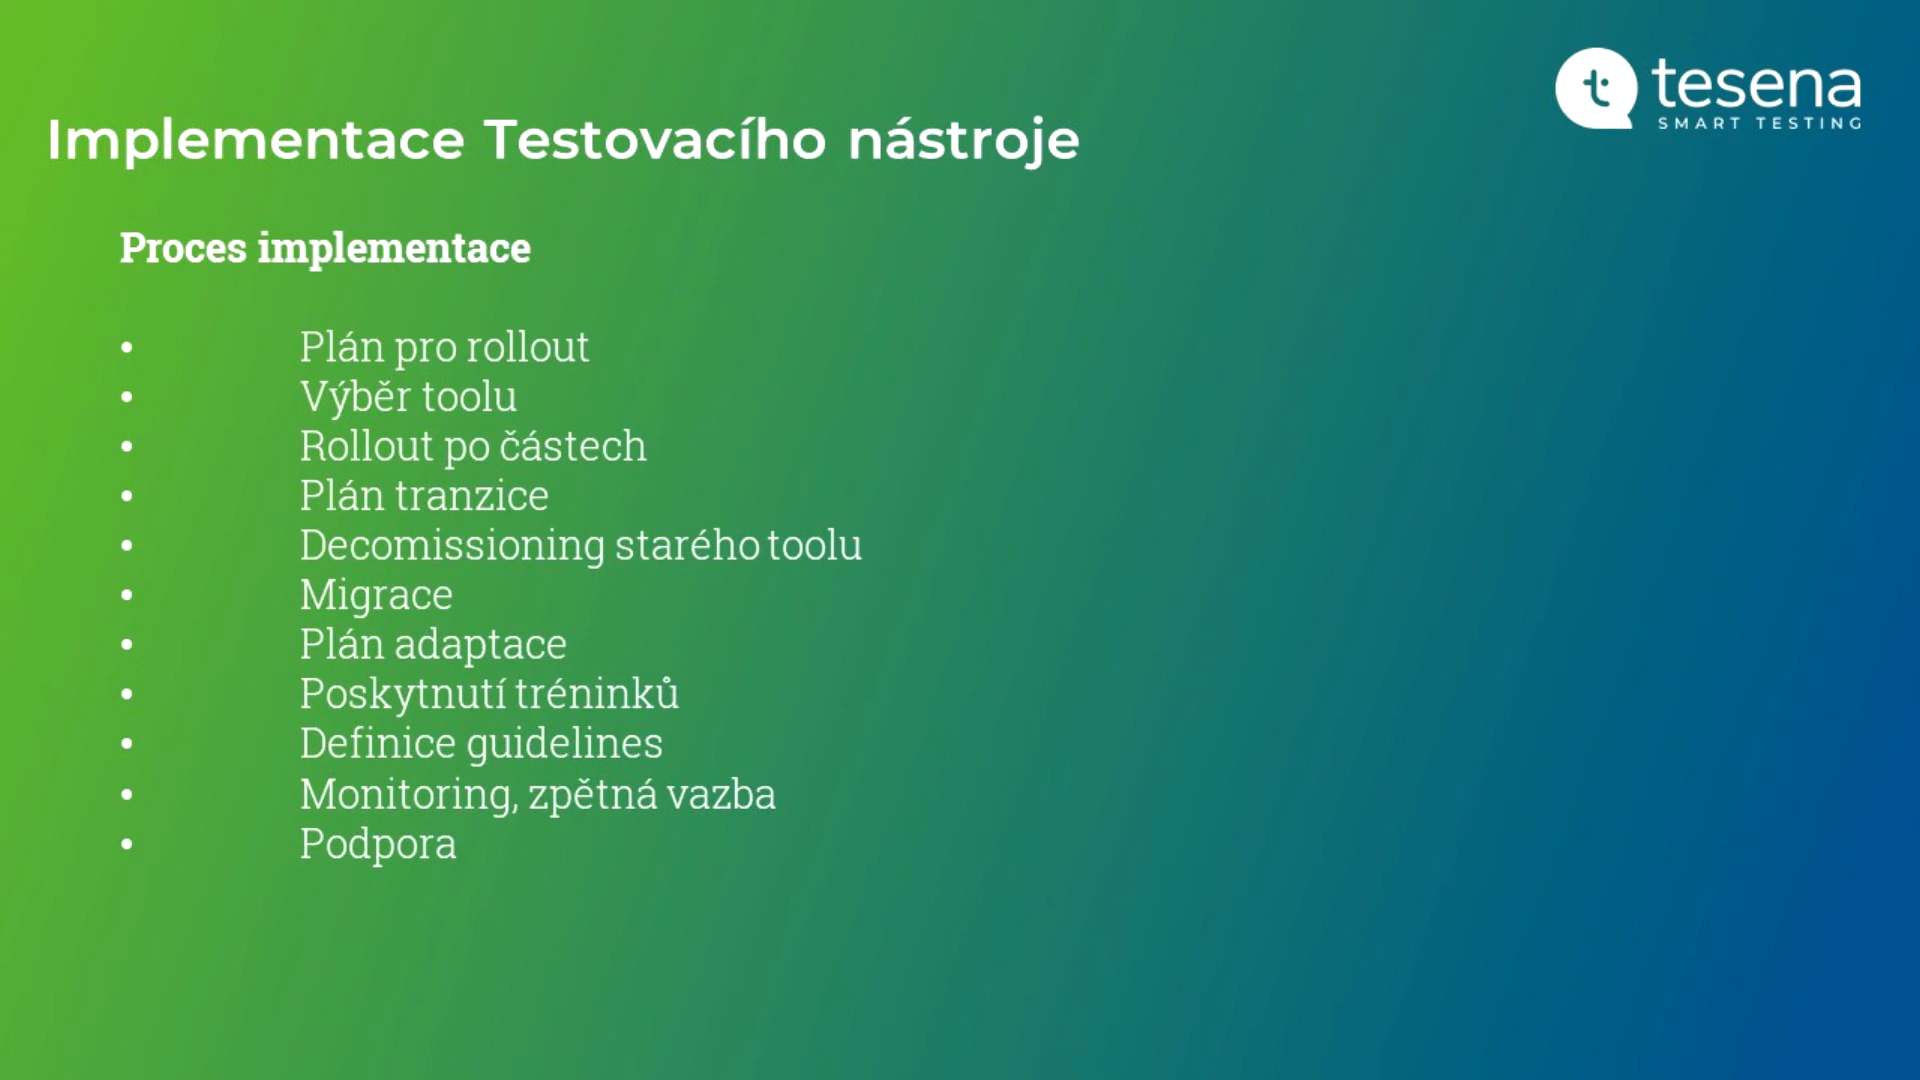 tesena
SMART TESTING
Implementace Testovacího nástroje
Proces implementace
• Plán pro rollout
• Výběr toolu
• Rollout po částech
• Plán tranzice
• Decomissioning starého toolu
• Migrace
• Plán adaptace
• Poskytnutí tréninků
• Definice guidelines
• Monitoring, zpětná vazba
• Podpora